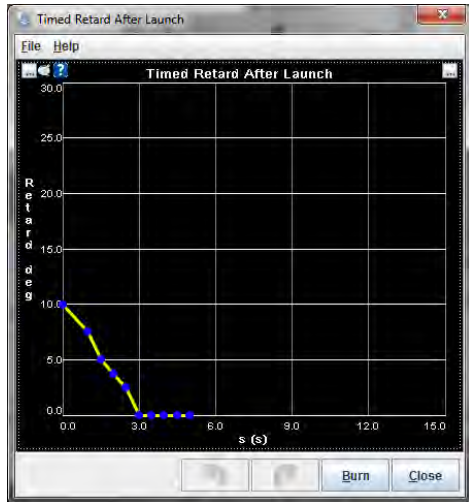 Timed Retard After Launch
File Help
Timed Retard After Launch
30.0
25.0
20.0
15.0
10.0
5.0
0.0
Retard deg
0.0 3.0 6.0 9.0 12.0 15.0
s (s)
Burn Close